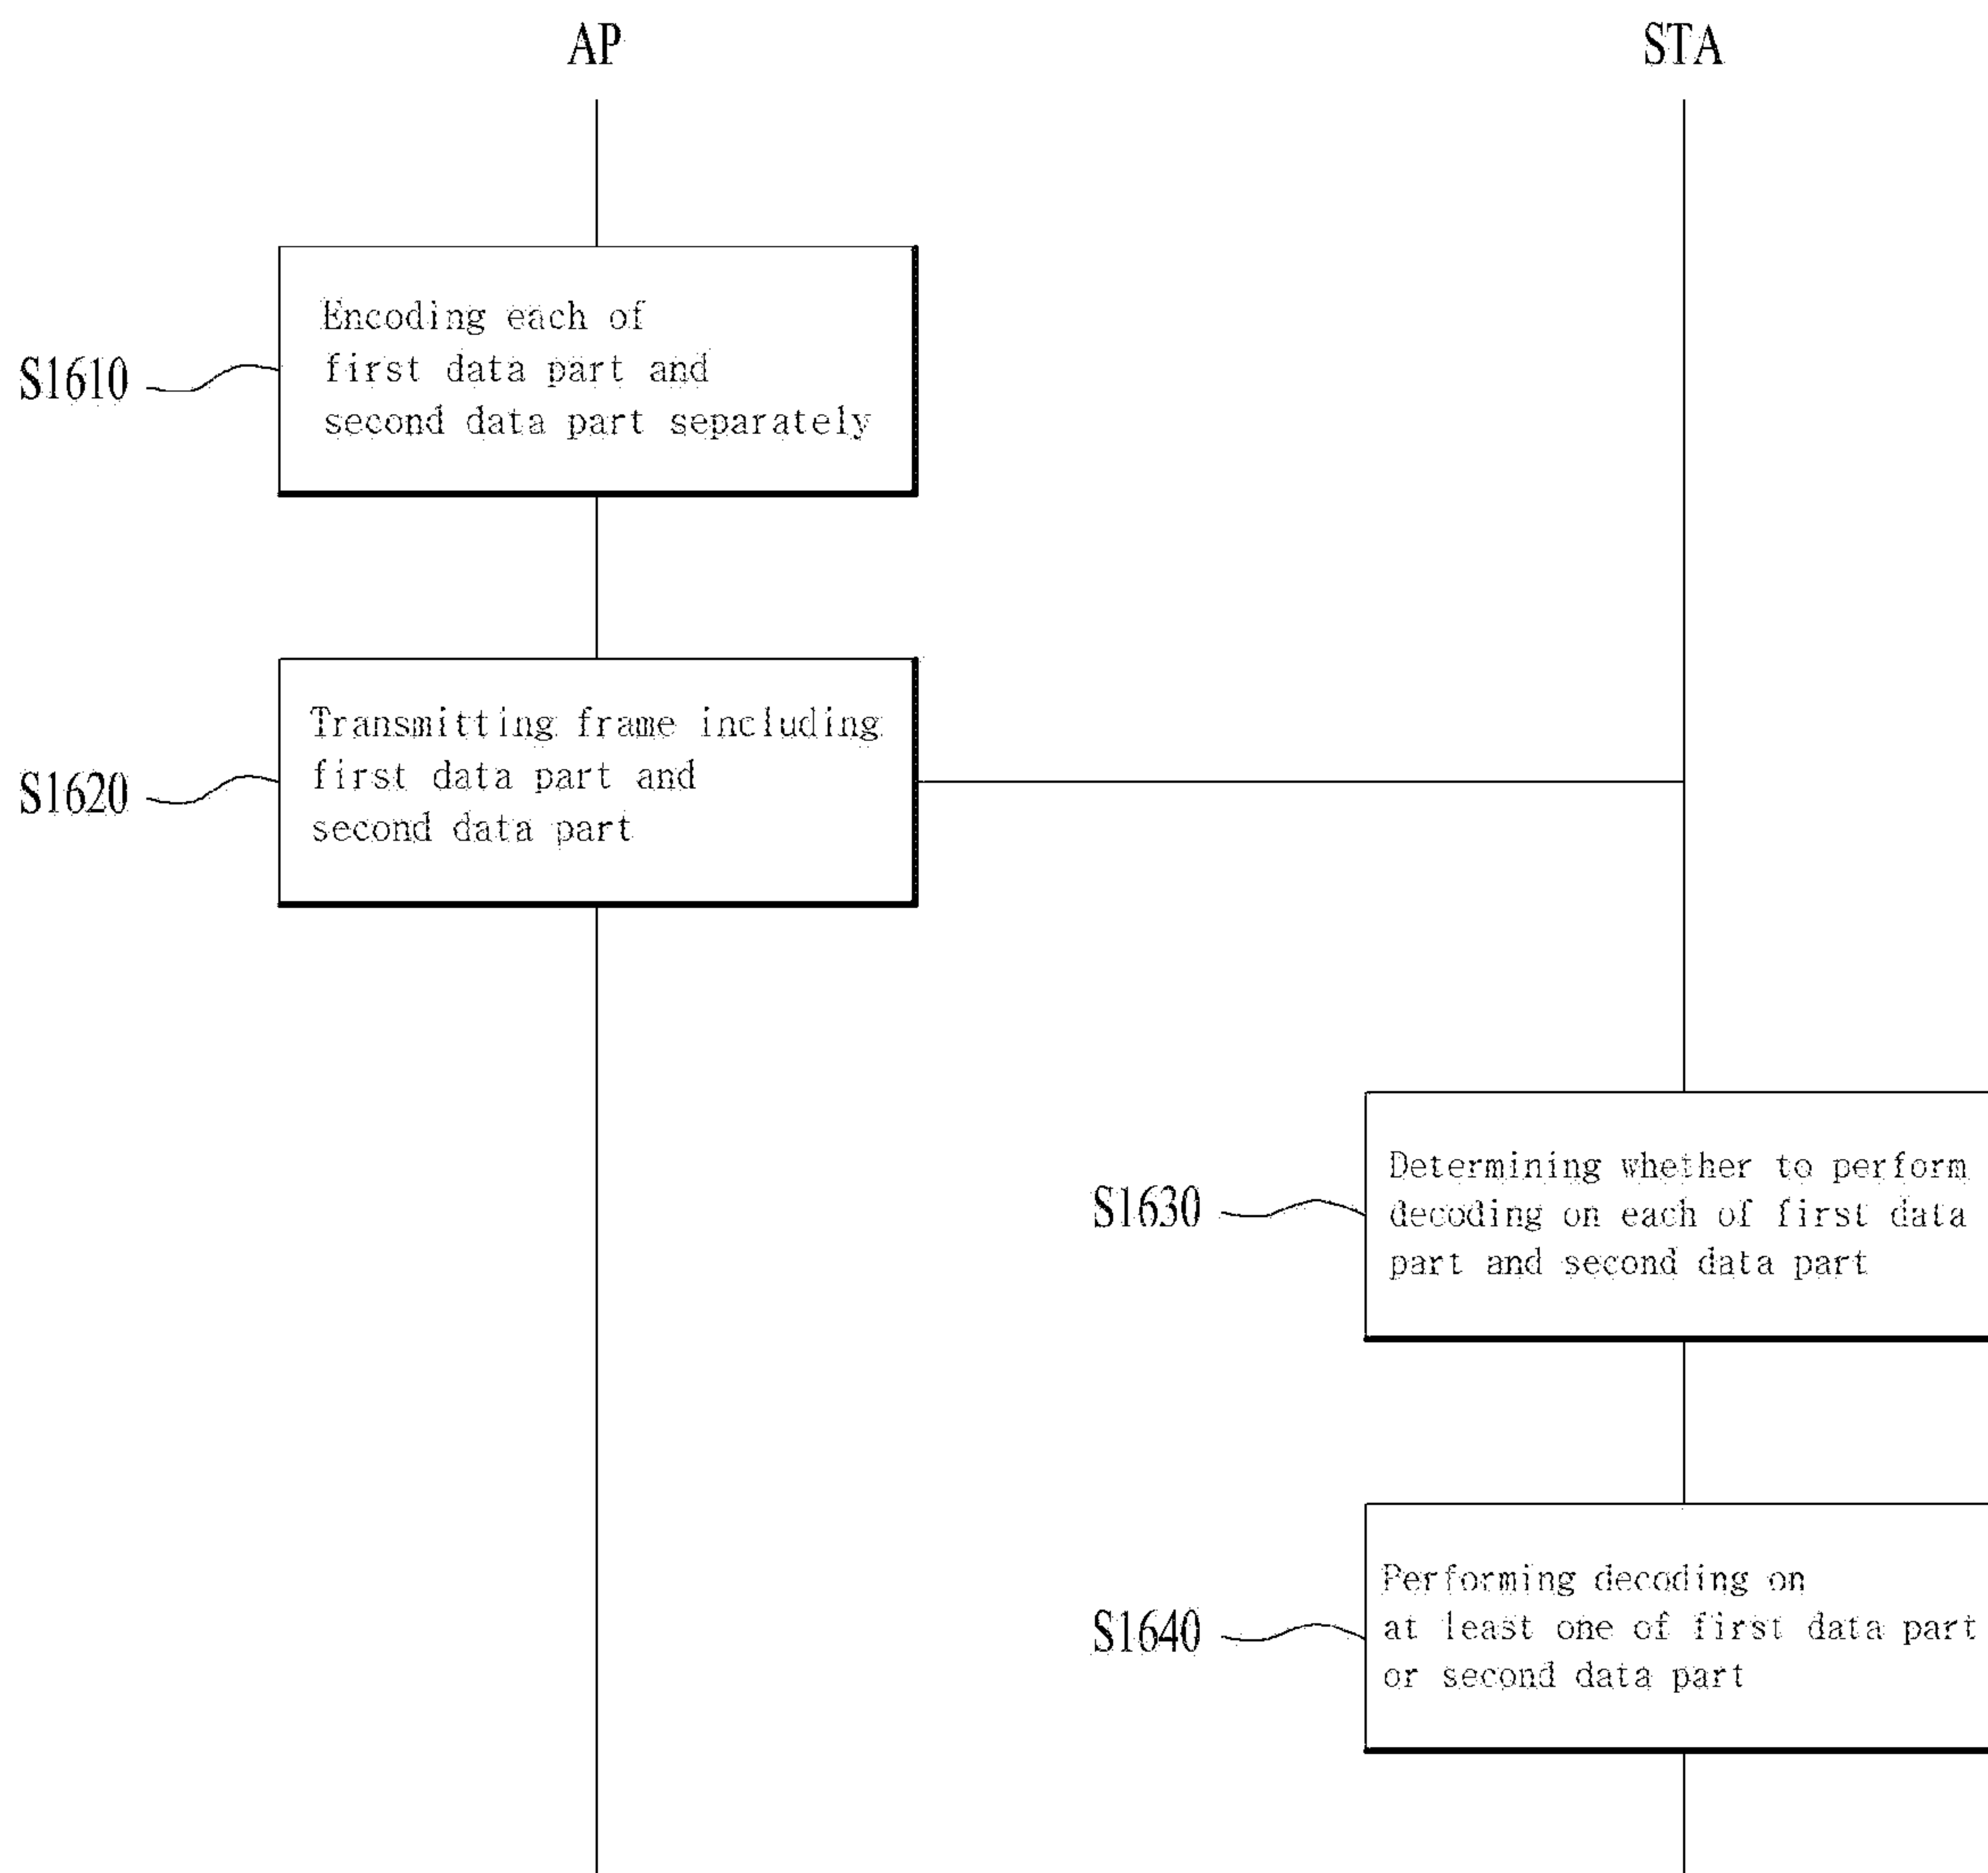 AP
STA
S1610
Encoding each of
first data part and
second data part separately
S1620
Transmitting frame including
first data part and
second data part
S1630
Determining whether to perform
decoding on each of first data
part and second data part
S1640
Performing decoding on
at least one of first data part
or second data part